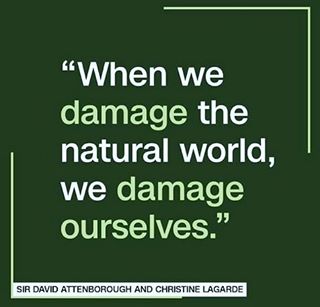 “When we
damage the
natural world,
we damage
ourselves.”
SIR DAVID ATTENBOROUGH AND CHRISTINE LAGARDE